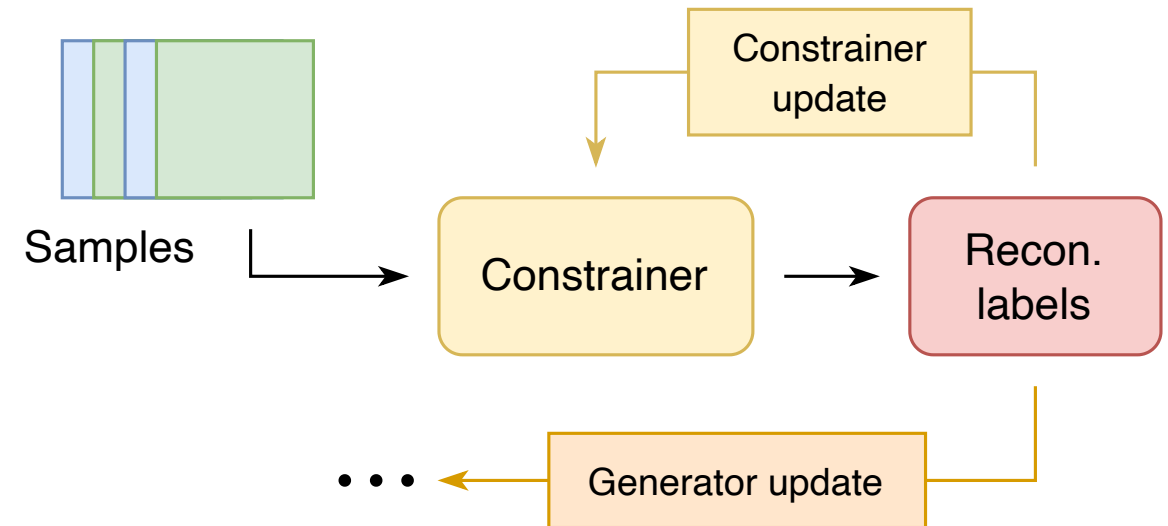 Constrainer
update
Samples
Constrainer
Recon.
labels
Generator update